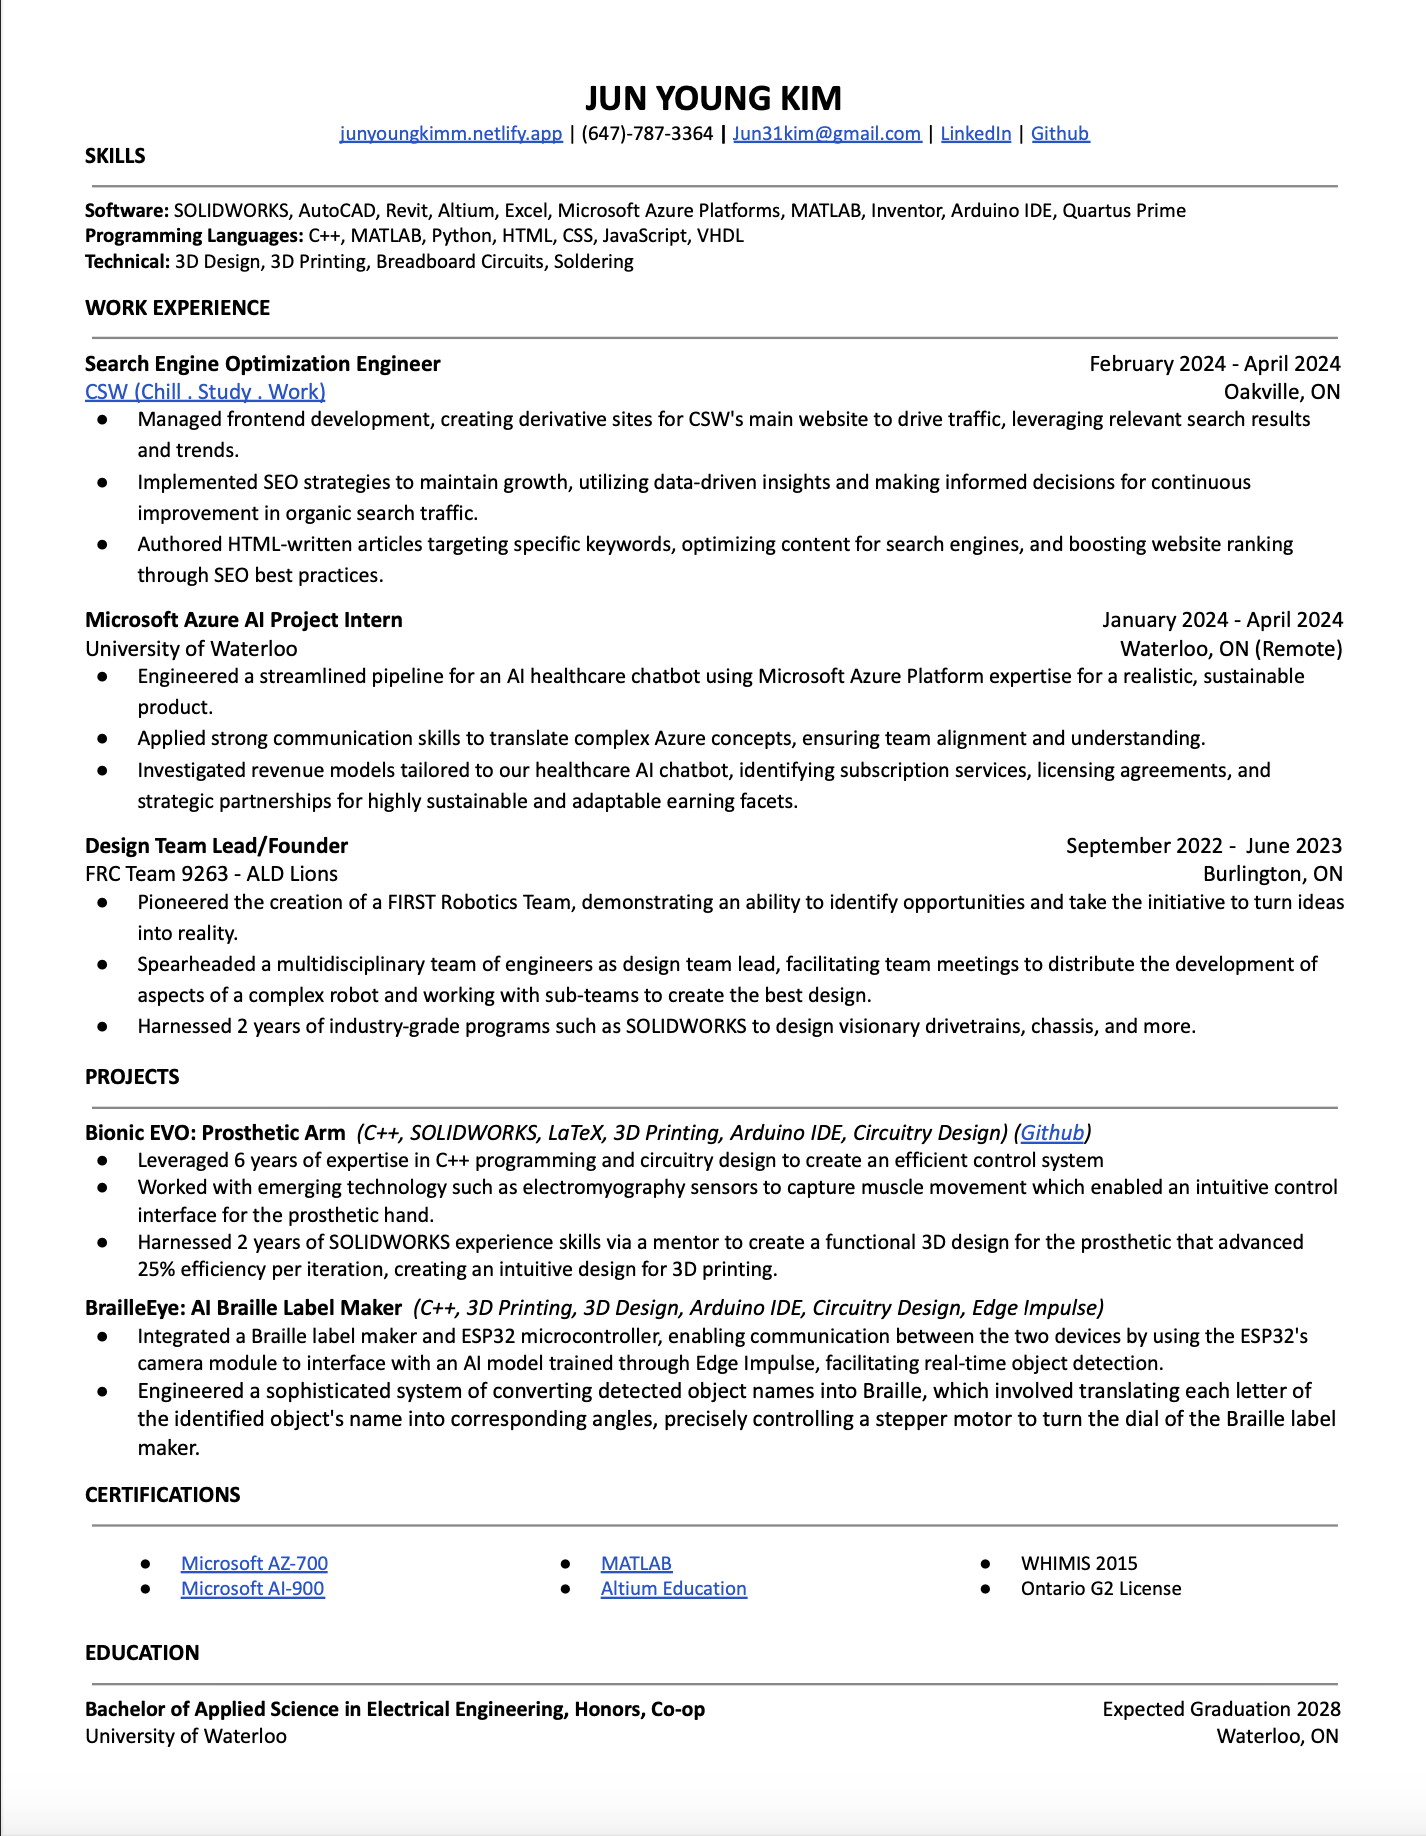 JUN YOUNG KIM
junyoungkimm.netlify.app | (647)-787-3364 | Jun31kim@gmail.com | LinkedIn | Github
SKILLS
Software: SOLIDWORKS, AutoCAD, Revit, Altium, Excel, Microsoft Azure Platforms, MATLAB, Inventor, Arduino IDE, Quartus Prime
Programming Languages: C++, MATLAB, Python, HTML, CSS, JavaScript, VHDL
Technical: 3D Design, 3D Printing, Breadboard Circuits, Soldering
WORK EXPERIENCE
Search Engine Optimization Engineer February 2024 - April 2024
CSW (Chill . Study . Work) Oakville, ON
● Managed frontend development, creating derivative sites for CSW's main website to drive traffic, leveraging relevant search results
and trends.
● Implemented SEO strategies to maintain growth, utilizing data-driven insights and making informed decisions for continuous
improvement in organic search traffic.
● Authored HTML-written articles targeting specific keywords, optimizing content for search engines, and boosting website ranking
through SEO best practices.
Microsoft Azure AI Project Intern January 2024 - April 2024
University of Waterloo Waterloo, ON (Remote)
● Engineered a streamlined pipeline for an AI healthcare chatbot using Microsoft Azure Platform expertise for a realistic, sustainable
product.
● Applied strong communication skills to translate complex Azure concepts, ensuring team alignment and understanding.
● Investigated revenue models tailored to our healthcare AI chatbot, identifying subscription services, licensing agreements, and
strategic partnerships for highly sustainable and adaptable earning facets.
Design Team Lead/Founder September 2022 - June 2023
FRC Team 9263 - ALD Lions Burlington, ON
● Pioneered the creation of a FIRST Robotics Team, demonstrating an ability to identify opportunities and take the initiative to turn ideas
into reality.
● Spearheaded a multidisciplinary team of engineers as design team lead, facilitating team meetings to distribute the development of
aspects of a complex robot and working with sub-teams to create the best design.
● Harnessed 2 years of industry-grade programs such as SOLIDWORKS to design visionary drivetrains, chassis, and more.
PROJECTS
Bionic EVO: Prosthetic Arm (C++, SOLIDWORKS, LaTeX, 3D Printing, Arduino IDE, Circuitry Design) (Github)
● Leveraged 6 years of expertise in C++ programming and circuitry design to create an efficient control system
● Worked with emerging technology such as electromyography sensors to capture muscle movement which enabled an intuitive control
interface for the prosthetic hand.
● Harnessed 2 years of SOLIDWORKS experience skills via a mentor to create a functional 3D design for the prosthetic that advanced
25% efficiency per iteration, creating an intuitive design for 3D printing.
BrailleEye: AI Braille Label Maker (C++, 3D Printing, 3D Design, Arduino IDE, Circuitry Design, Edge Impulse)
● Integrated a Braille label maker and ESP32 microcontroller, enabling communication between the two devices by using the ESP32's
camera module to interface with an AI model trained through Edge Impulse, facilitating real-time object detection.
● Engineered a sophisticated system of converting detected object names into Braille, which involved translating each letter of
the identified object's name into corresponding angles, precisely controlling a stepper motor to turn the dial of the Braille label
maker.
CERTIFICATIONS
● Microsoft AZ-700 ● MATLAB ● WHIMIS 2015
● Microsoft AI-900 ● Altium Education ● Ontario G2 License
EDUCATION
Bachelor of Applied Science in Electrical Engineering, Honors, Co-op Expected Graduation 2028
University of Waterloo Waterloo, ON